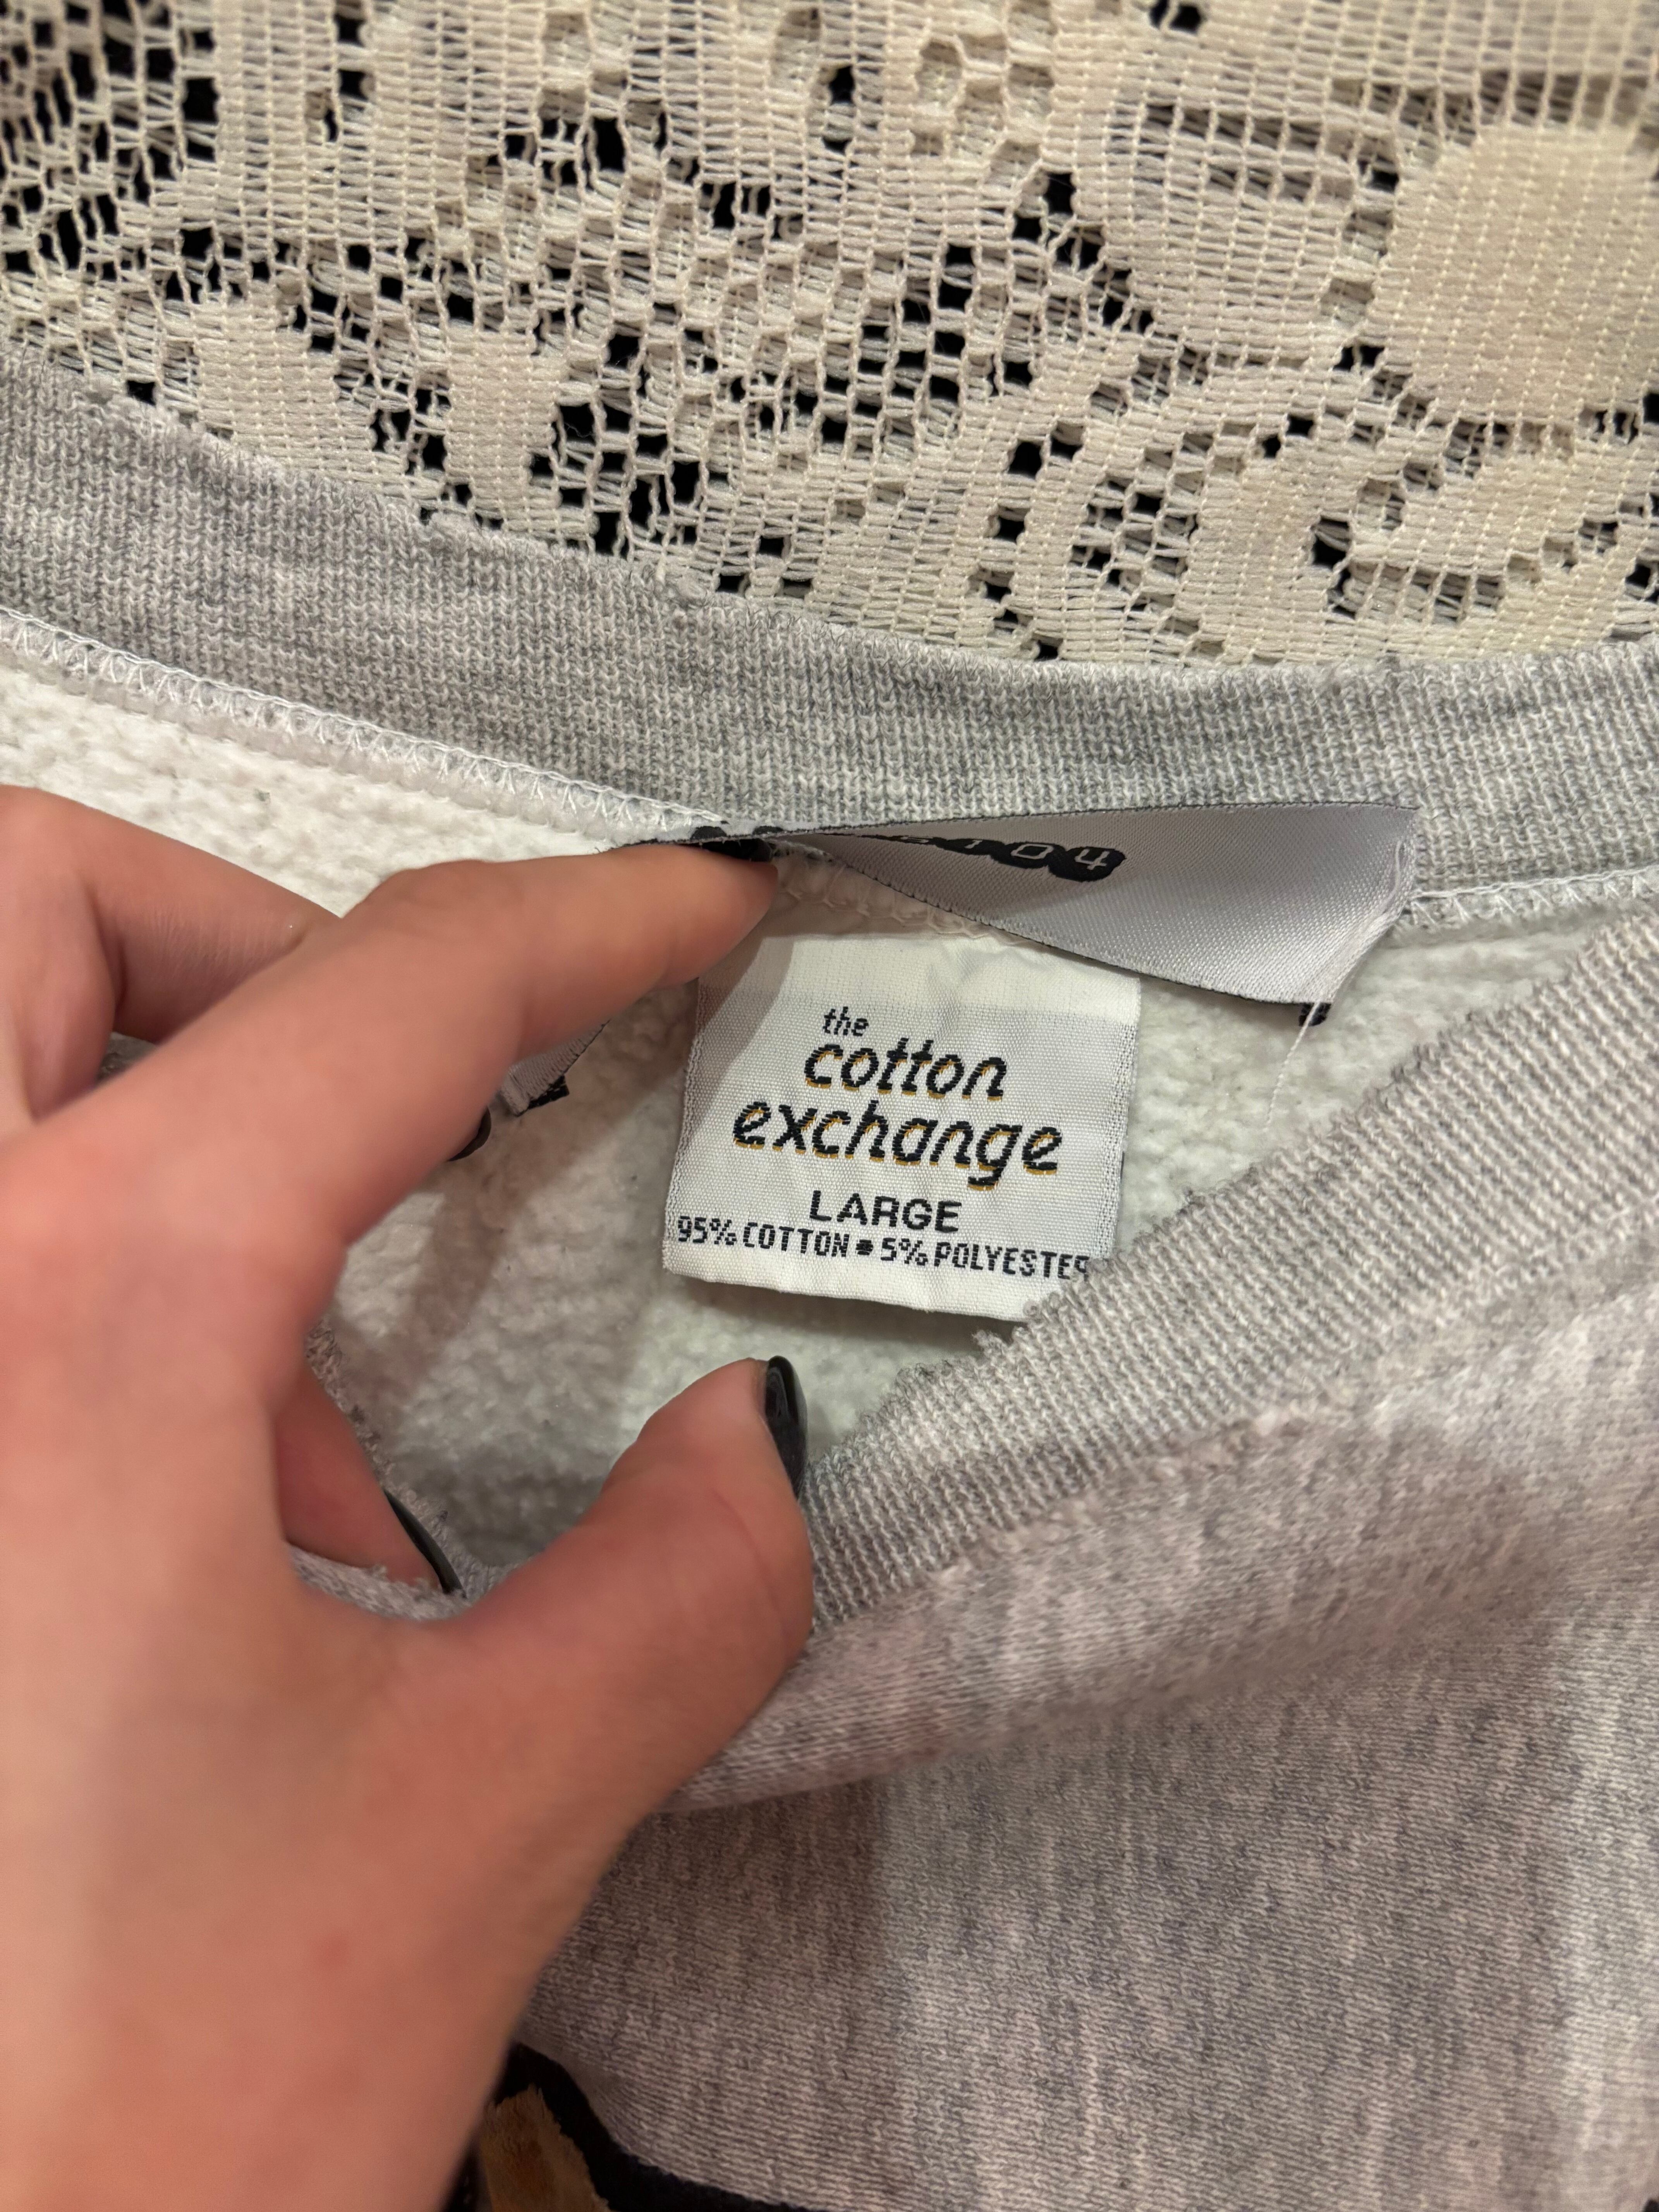 the
cotton
exchange
LARGE
95% COTTON • 5% POLYESTER